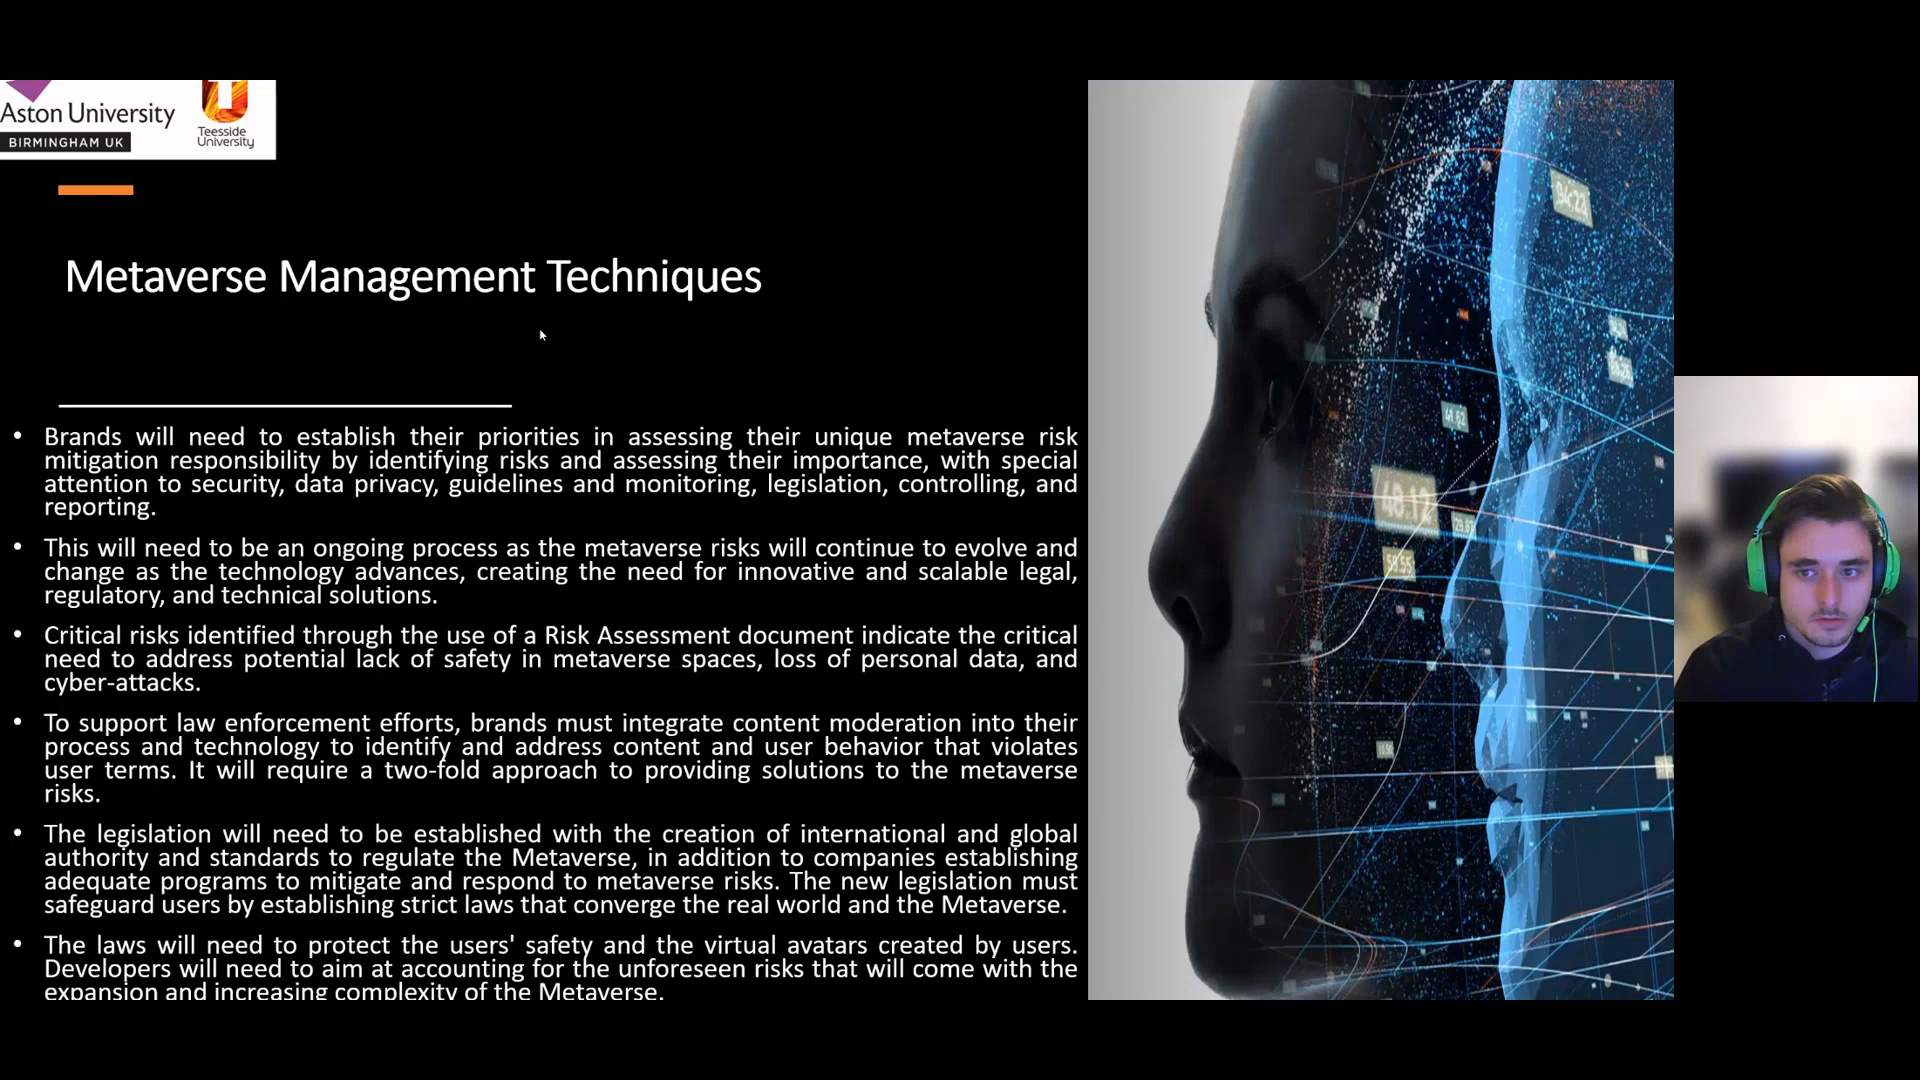 Aston University
BIRMINGHAM UK
Teesside
University
Metaverse Management Techniques
• Brands will need to establish their priorities in assessing their unique metaverse risk
mitigation responsibility by identifying risks and assessing their importance, with special
attention to security, data privacy, guidelines and monitoring, legislation, controlling, and
reporting.
• This will need to be an ongoing process as the metaverse risks will continue to evolve and
change as the technology advances, creating the need for innovative and scalable legal,
regulatory, and technical solutions.
• Critical risks identified through the use of a Risk Assessment document indicate the critical
need to address potential lack of safety in metaverse spaces, loss of personal data, and
cyber-attacks.
• To support law enforcement efforts, brands must integrate content moderation into their
process and technology to identify and address content and user behavior that violates
user terms. It will require a two-fold approach to providing solutions to the metaverse
risks.
• The legislation will need to be established with the creation of international and global
authority and standards to regulate the Metaverse, in addition to companies establishing
adequate programs to mitigate and respond to metaverse risks. The new legislation must
safeguard users by establishing strict laws that converge the real world and the Metaverse.
• The laws will need to protect the users' safety and the virtual avatars created by users.
Developers will need to aim at accounting for the unforeseen risks that will come with the
expansion and increasing complexity of the Metaverse.
94:23
48.12
58.55